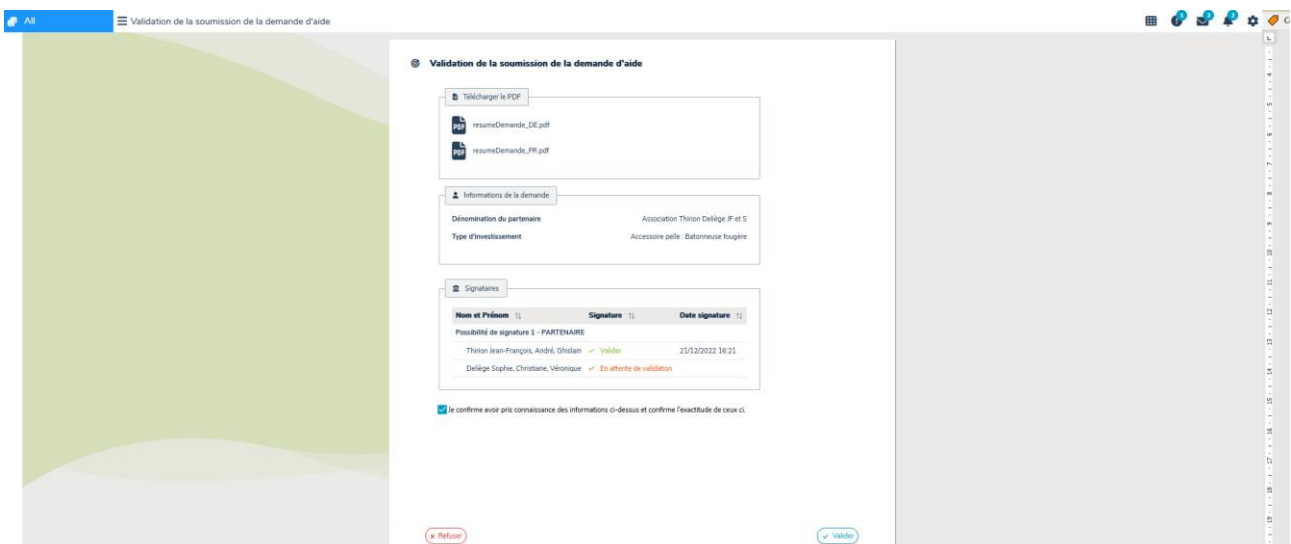 All
Validation de la soumission de la demande d'aide
Validation de la soumission de la demande d'aide
Télécharger le PDF
PDF resumeDemande_DE.pdf
PDF resumeDemande_FR.pdf
Informations de la demande
Dénomination du partenaire Association Thirion Deliège JF et S
Type d'investissement Accessoire pelle : Batonneuse fougère
Signataires
Nom et Prénom Signature Date signature
Possibilité de signature 1 - PARTENAIRE
Thirion Jean-François, André, Ghislain Valider 21/12/2022 16:21
Delège Sophie, Christiane, Véronique En attente de validation
Je confirme avoir pris connaissance des informations ci-dessus et confirme l'exactitude de ceux ci.
Refuser Valider